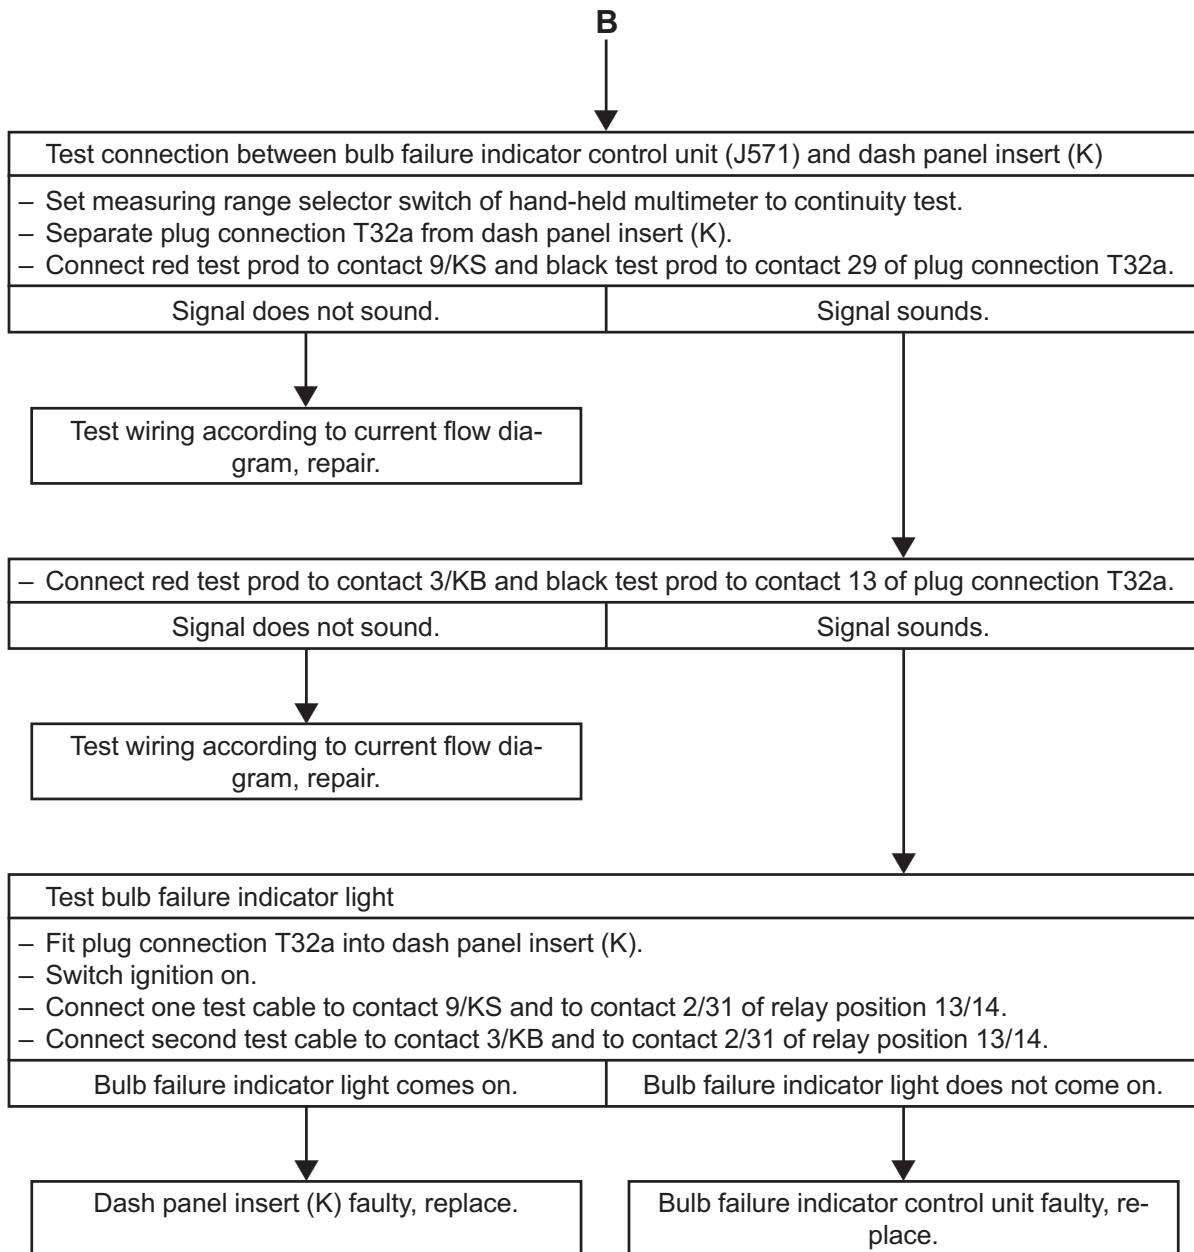 B
Test connection between bulb failure indicator control unit (J571) and dash panel insert (K)
– Set measuring range selector switch of hand-held multimeter to continuity test.
– Separate plug connection T32a from dash panel insert (K).
– Connect red test prod to contact 9/KS and black test prod to contact 29 of plug connection T32a.
Signal does not sound.
Signal sounds.
Test wiring according to current flow dia-
gram, repair.
– Connect red test prod to contact 3/KB and black test prod to contact 13 of plug connection T32a.
Signal does not sound.
Signal sounds.
Test wiring according to current flow dia-
gram, repair.
Test bulb failure indicator light
– Fit plug connection T32a into dash panel insert (K).
– Switch ignition on.
– Connect one test cable to contact 9/KS and to contact 2/31 of relay position 13/14.
– Connect second test cable to contact 3/KB and to contact 2/31 of relay position 13/14.
Bulb failure indicator light comes on.
Bulb failure indicator light does not come on.
Dash panel insert (K) faulty, replace.
Bulb failure indicator control unit faulty, re-
place.